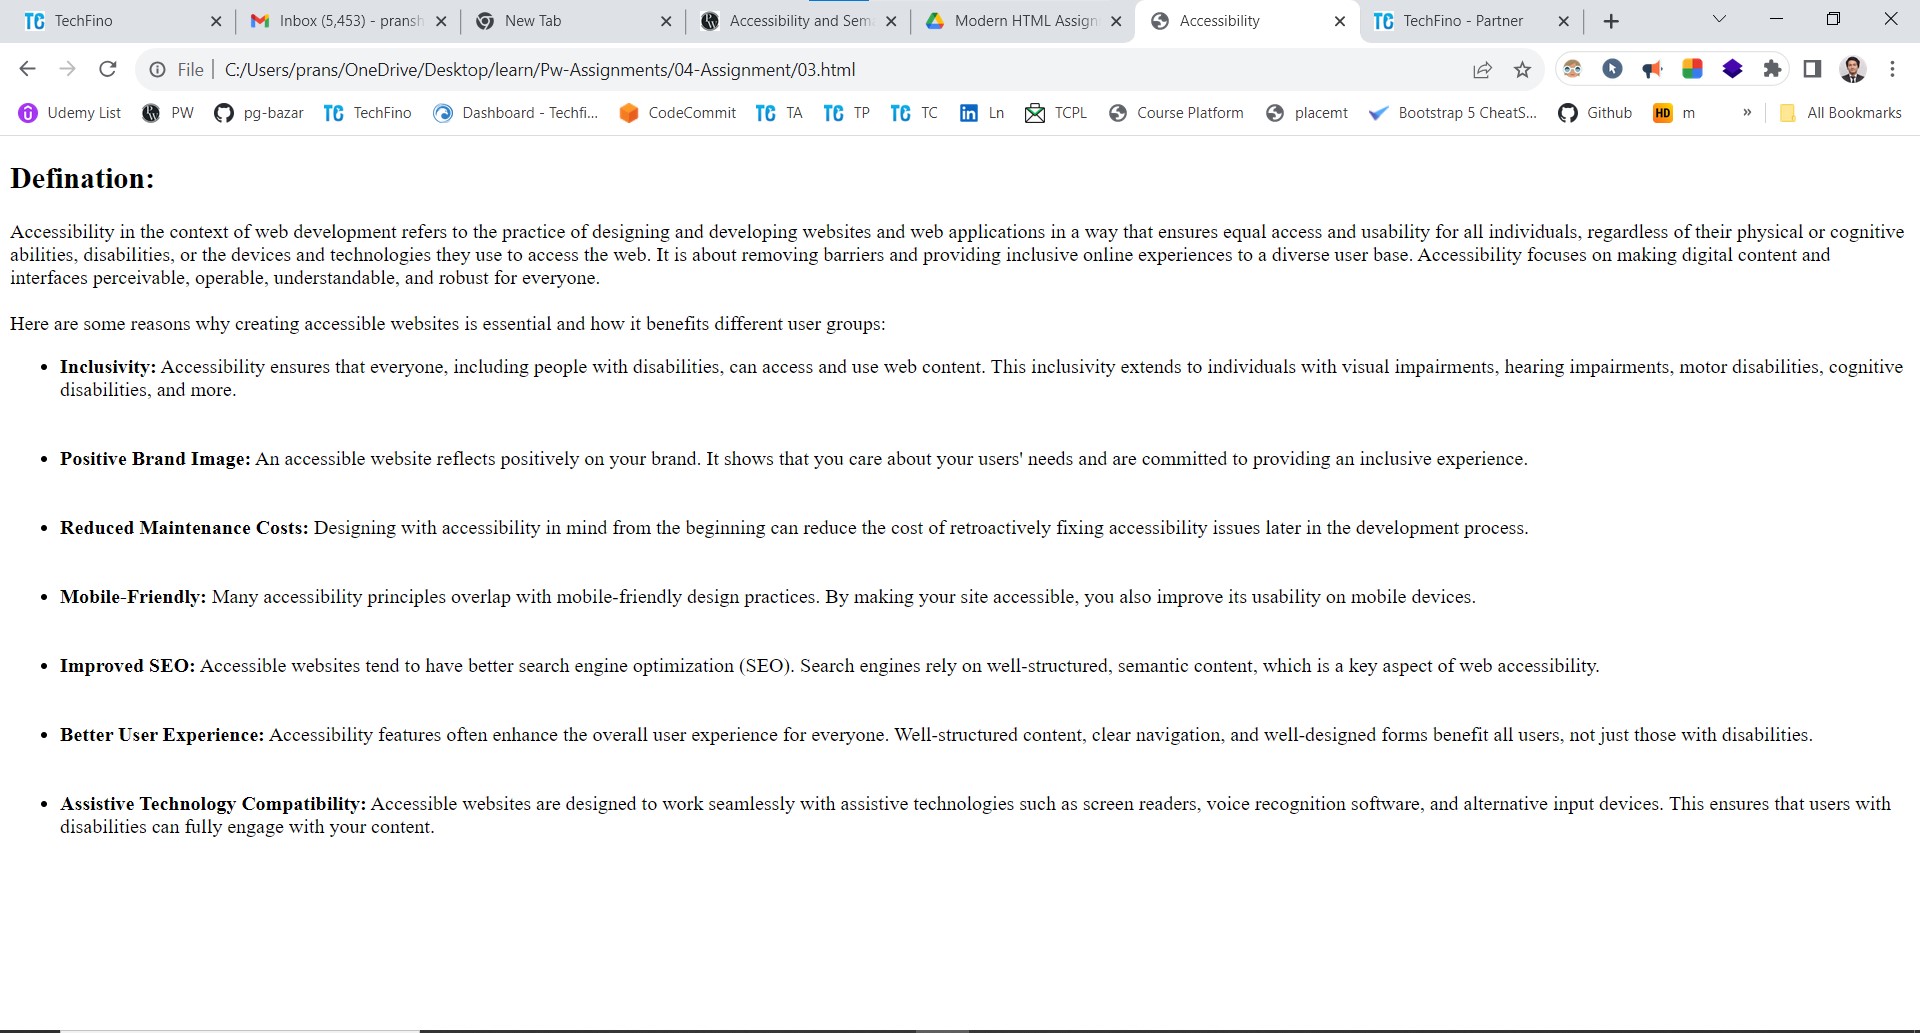 TechFino
Inbox (5,453) - pransh
New Tab
Accessibility and Sem
Modern HTML Assign
Accessibility
TechFino - Partner
File | C:/Users/prans/OneDrive/Desktop/learn/Pw-Assignments/04-Assignment/03.html
Udemy List PW pg-bazar TC TechFino Dashboard - Techfi... CodeCommit TC TA TC TP TC TC in Ln TCPL Course Platform placemt Bootstrap 5 CheatS... Github HD m » All Bookmarks
Defination:
Accessibility in the context of web development refers to the practice of designing and developing websites and web applications in a way that ensures equal access and usability for all individuals, regardless of their physical or cognitive
abilities, disabilities, or the devices and technologies they use to access the web. It is about removing barriers and providing inclusive online experiences to a diverse user base. Accessibility focuses on making digital content and
interfaces perceivable, operable, understandable, and robust for everyone.
Here are some reasons why creating accessible websites is essential and how it benefits different user groups:
• Inclusivity: Accessibility ensures that everyone, including people with disabilities, can access and use web content. This inclusivity extends to individuals with visual impairments, hearing impairments, motor disabilities, cognitive
disabilities, and more.
• Positive Brand Image: An accessible website reflects positively on your brand. It shows that you care about your users' needs and are committed to providing an inclusive experience.
• Reduced Maintenance Costs: Designing with accessibility in mind from the beginning can reduce the cost of retroactively fixing accessibility issues later in the development process.
• Mobile-Friendly: Many accessibility principles overlap with mobile-friendly design practices. By making your site accessible, you also improve its usability on mobile devices.
• Improved SEO: Accessible websites tend to have better search engine optimization (SEO). Search engines rely on well-structured, semantic content, which is a key aspect of web accessibility.
• Better User Experience: Accessibility features often enhance the overall user experience for everyone. Well-structured content, clear navigation, and well-designed forms benefit all users, not just those with disabilities.
• Assistive Technology Compatibility: Accessible websites are designed to work seamlessly with assistive technologies such as screen readers, voice recognition software, and alternative input devices. This ensures that users with
disabilities can fully engage with your content.